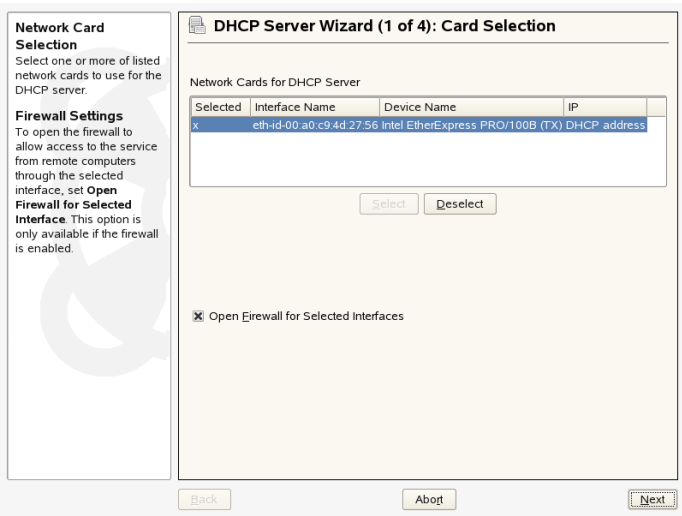 Network Card
Selection
Select one or more of listed
network cards to use for the
DHCP server.
Firewall Settings
To open the firewall to
allow access to the service
from remote computers
through the selected
interface, set Open
Firewall for Selected
Interface. This option is
only available if the firewall
is enabled.
DHCP Server Wizard (1 of 4): Card Selection
Network Cards for DHCP Server
Selected Interface Name Device Name IP
x eth-id-00:a0:c9:4d:27:56 Intel EtherExpress PRO/100B (TX) DHCP address
Select Deselect
Open Firewall for Selected Interfaces
Back Abort Next